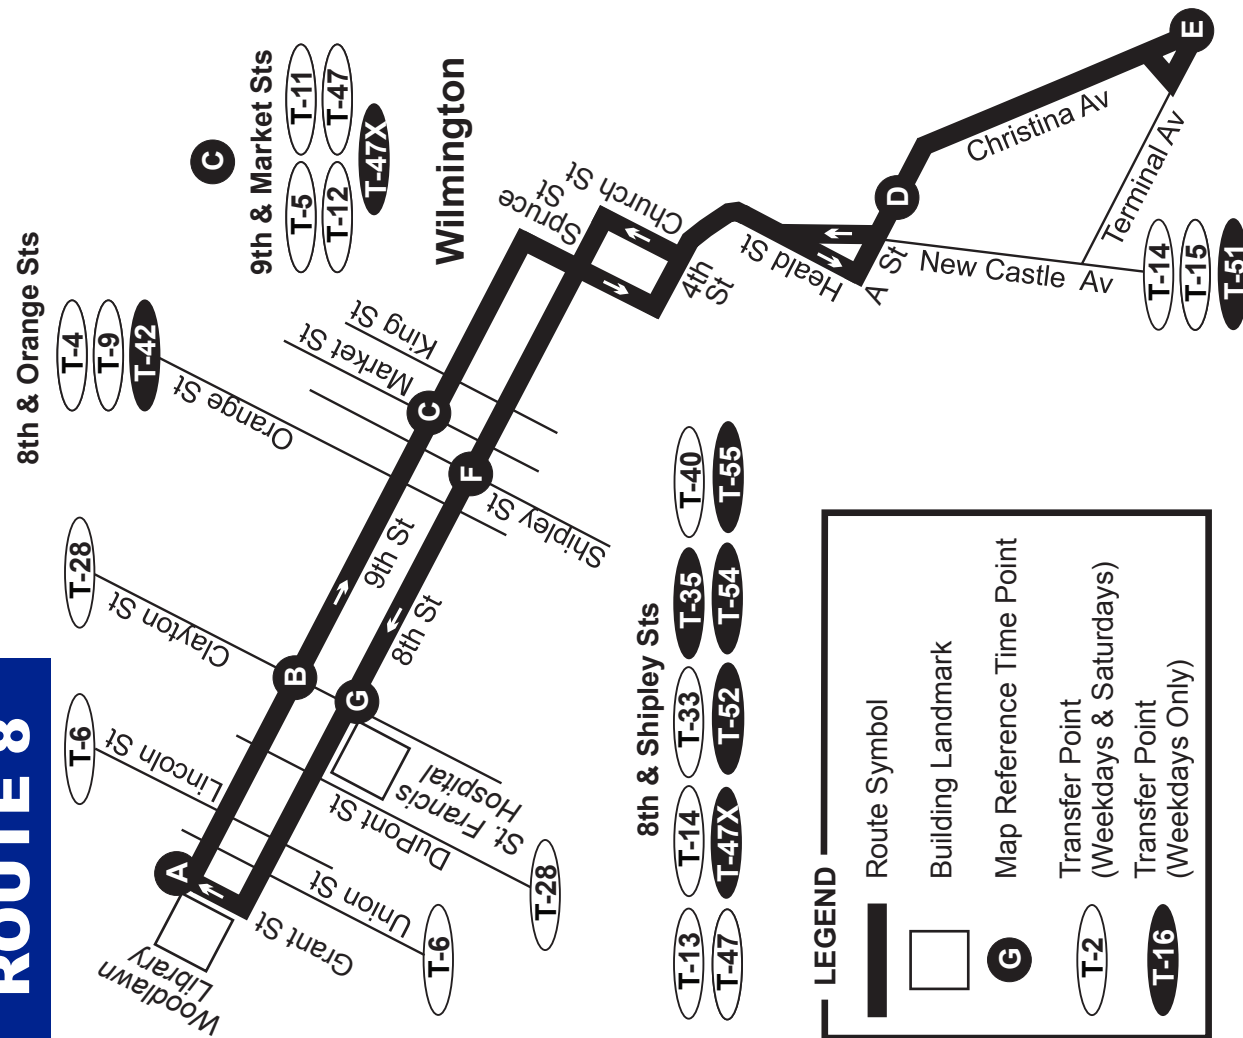 ROUTE 8
8th & Orange Sts
T-4
T-9
T-42
C
9th & Market Sts
T-5
T-11
T-12
T-47
T-47X
Wilmington
T-6
T-28
Lincoln St
Clayton St
Orange St
Market St
King St
Spruce
St
Church St
4th
St
Heald St
A St
New Castle Av
Christina Av
Terminal Av
T-14
T-15
T-51
A
B
C
D
E
F
G
9th St
8th St
Shipley St
Woodlawn
Library
Grant St
Union St
DuPont St
St. Francis
Hospital
T-6
T-28
8th & Shipley Sts
T-13
T-14
T-33
T-35
T-40
T-47
T-47X
T-52
T-54
T-55
LEGEND
Route Symbol
Building Landmark
G
Map Reference Time Point
T-2
Transfer Point
(Weekdays & Saturdays)
T-16
Transfer Point
(Weekdays Only)